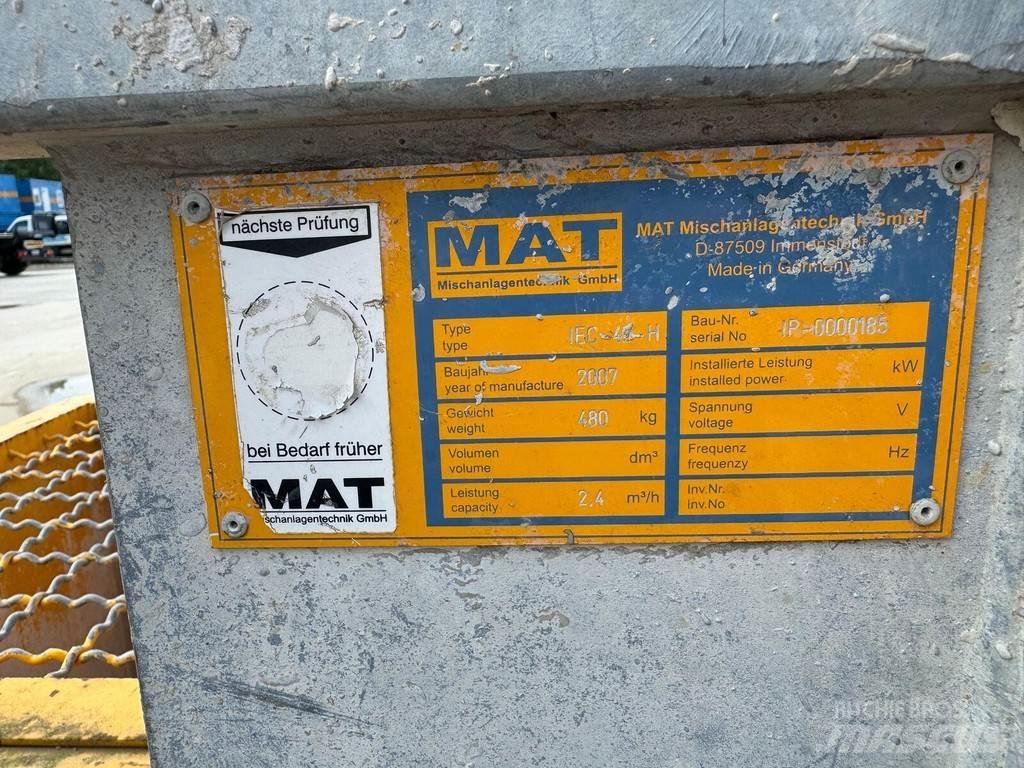 nächste Prüfung
bei Bedarf früher
MAT
Mischanlagentechnik GmbH
MAT
Mischanlagentechnik GmbH
MAT Mischanlagentechnik GmbH
D-87509 Immenstadt
Made in Germany
Type
type
Baujahr
year of manufacture 2007
Gewicht
weight 480 kg
Volumen
volume dm³
Leistung
capacity 2,4 m³/h
Bau-Nr.
serial No IP-0000185
Installierte Leistung
installed power kW
Spannung
voltage V
Frequenz
frequenzy Hz
Inv.Nr.
inv.No
RITCHIE BROS
MASCUS